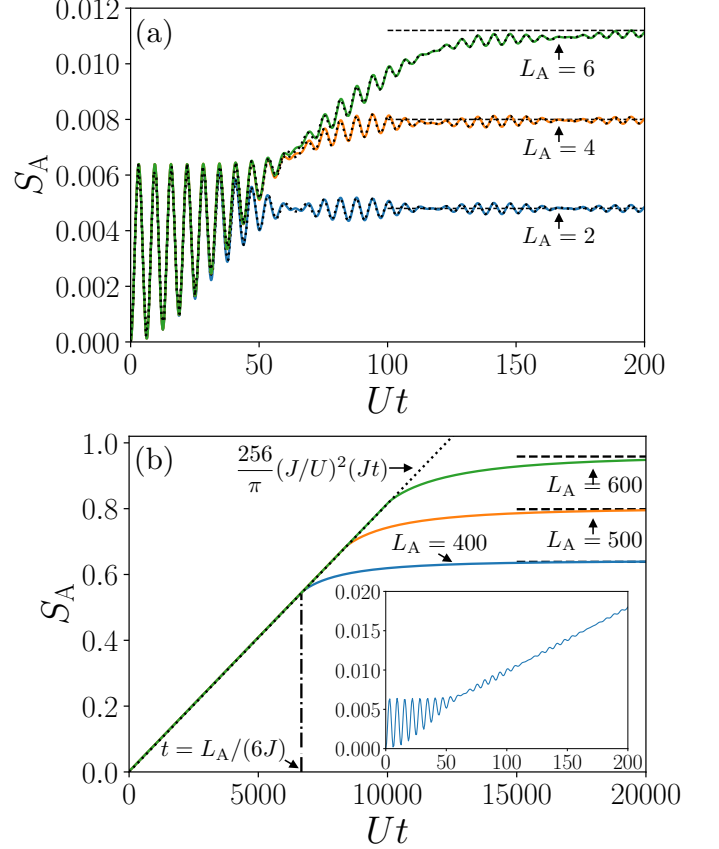 (a)
S_A
0.012
0.010
0.008
0.006
0.004
0.002
0.000
L_A = 6
L_A = 4
L_A = 2
0 50 100 150 200
Ut
(b)
S_A
1.0
0.8
0.6
0.4
0.2
0.0
256/π (J/U)²(Jt)
L_A = 600
L_A = 500
L_A = 400
t = L_A/(6J)
0.020
0.015
0.010
0.005
0.000
0 50 100 150 200
0 5000 10000 15000 20000
Ut